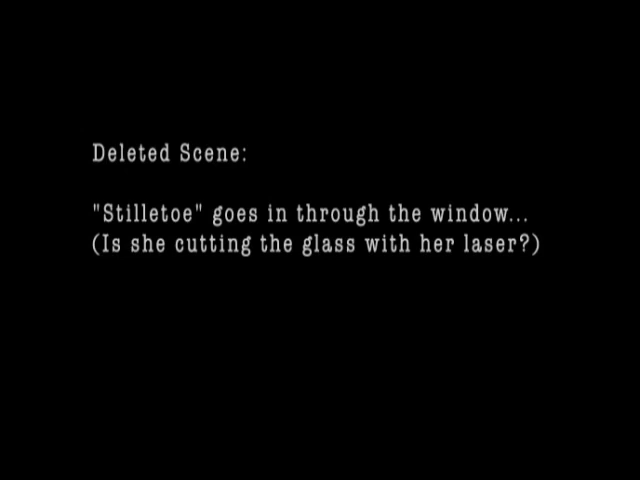 Deleted Scene:
"Stilletoe" goes in through the window...
(Is she cutting the glass with her laser?)